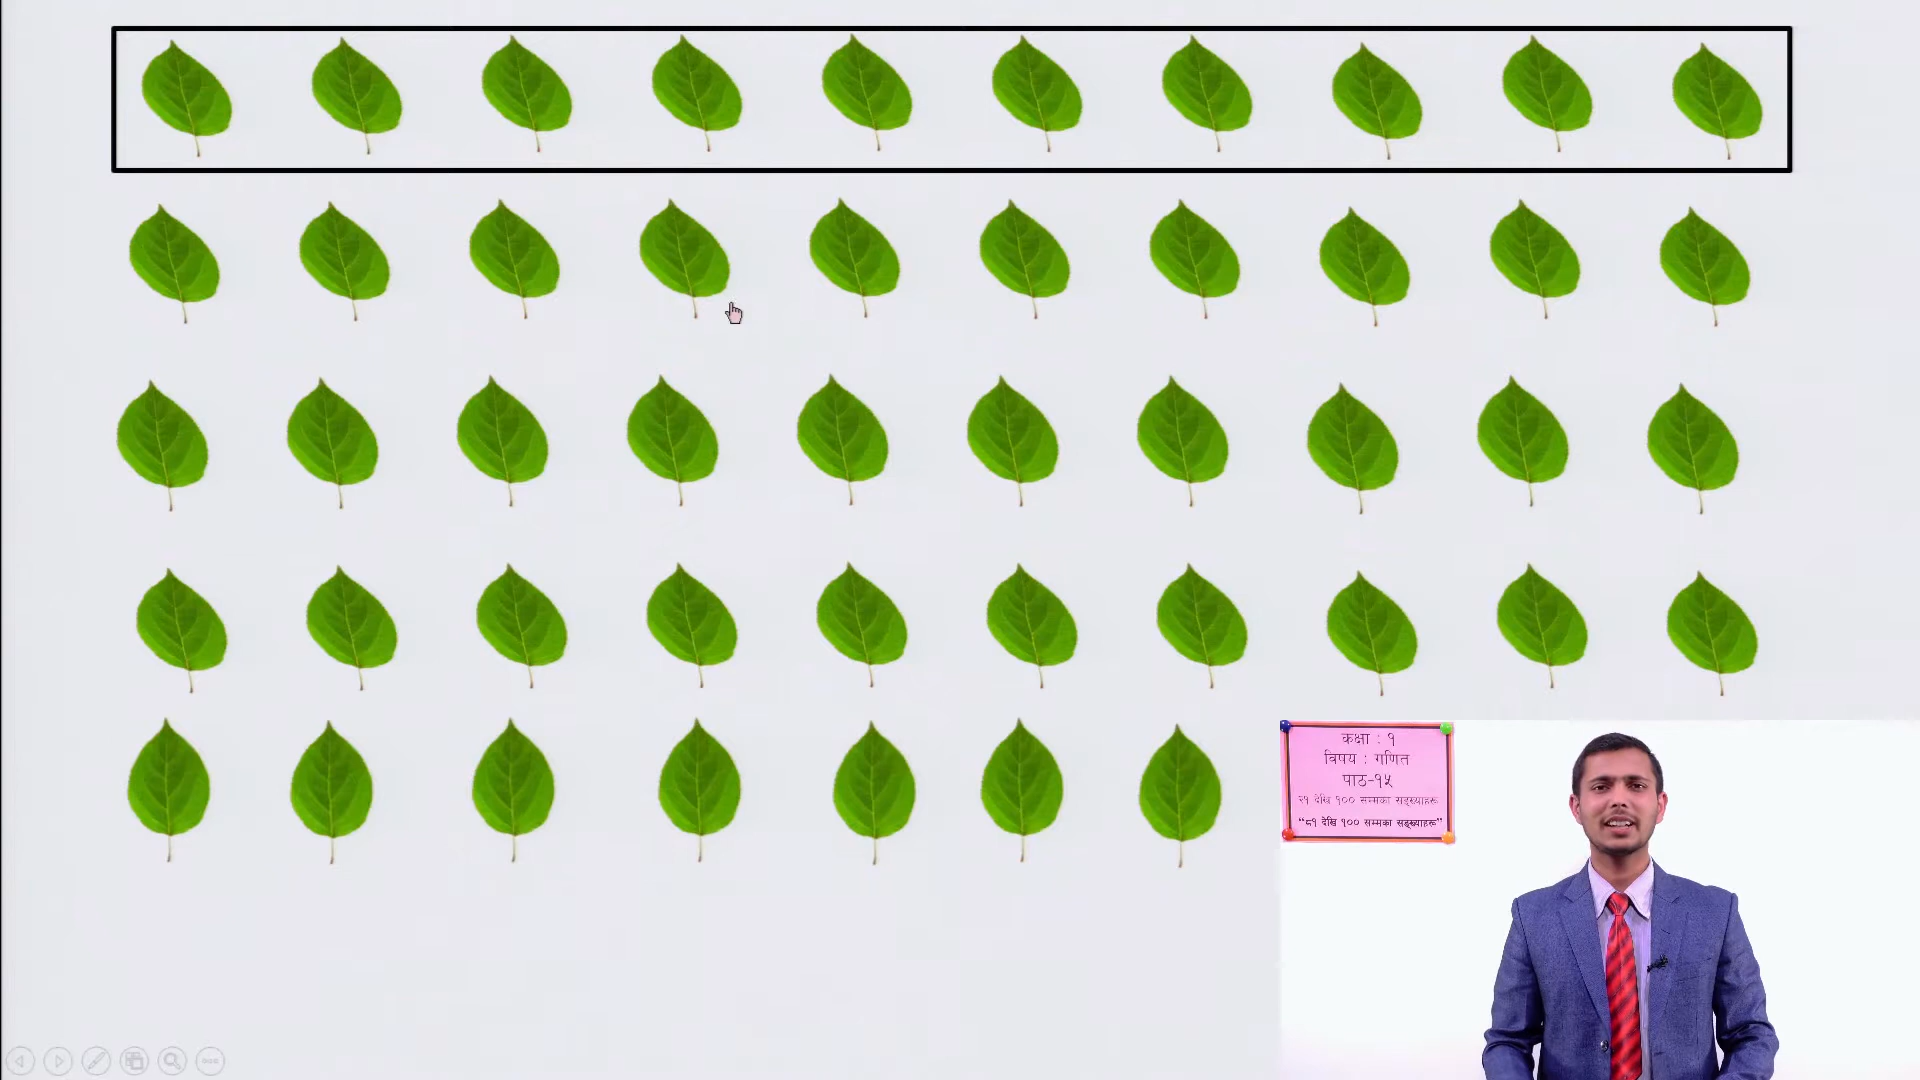 कक्षा : १
विषय : गणित
पाठ-१५
२१ देखि १०० सम्मका सङ्ख्याहरू
"८१ देखि १०० सम्मका सङ्ख्याहरू"